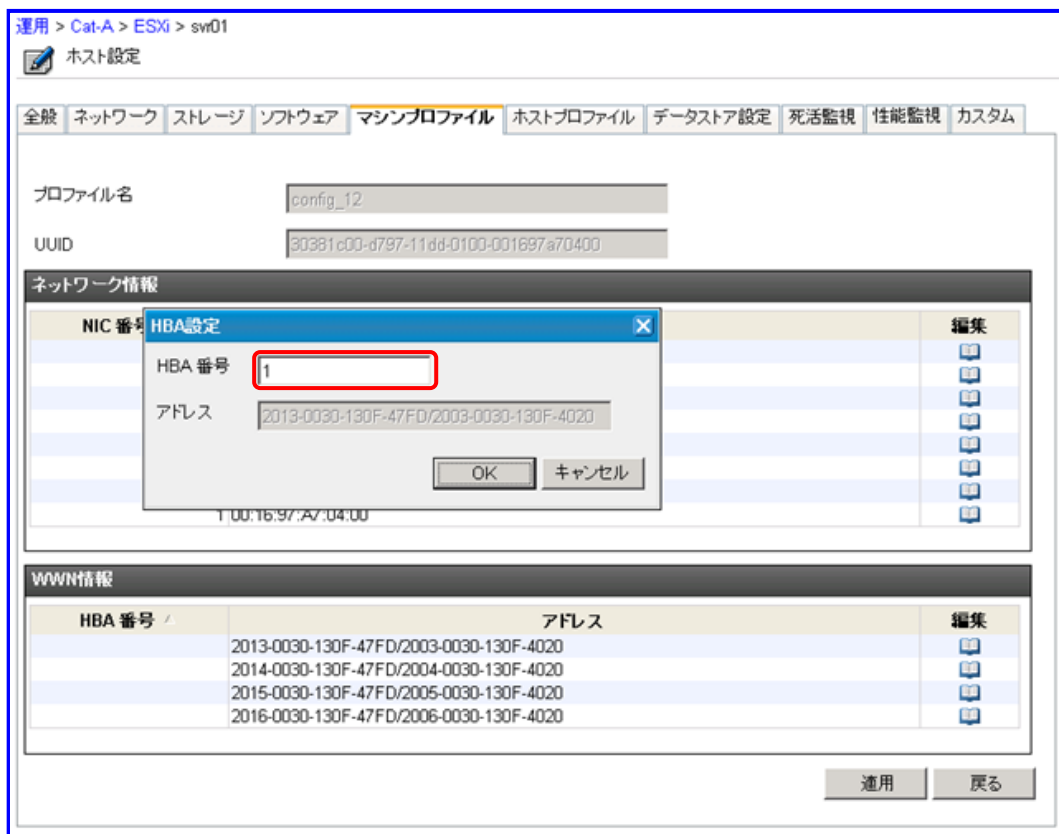 運用 > Cat-A > ESXi > svr01
ホスト設定
全般 ネットワーク ストレージ ソフトウェア マシンプロファイル ホストプロファイル データストア設定 死活監視 性能監視 カスタム
プロファイル名 config_12
UUID 30381c00-d797-11dd-0100-001697a70400
ネットワーク情報
NIC 番号 編集
HBA設定
HBA 番号 1
アドレス 2013-0030-130F-47FD/2003-0030-130F-4020
OK キャンセル
1 00:16:97:A7:04:00
WWN情報
HBA 番号 アドレス 編集
2013-0030-130F-47FD/2003-0030-130F-4020
2014-0030-130F-47FD/2004-0030-130F-4020
2015-0030-130F-47FD/2005-0030-130F-4020
2016-0030-130F-47FD/2006-0030-130F-4020
適用 戻る